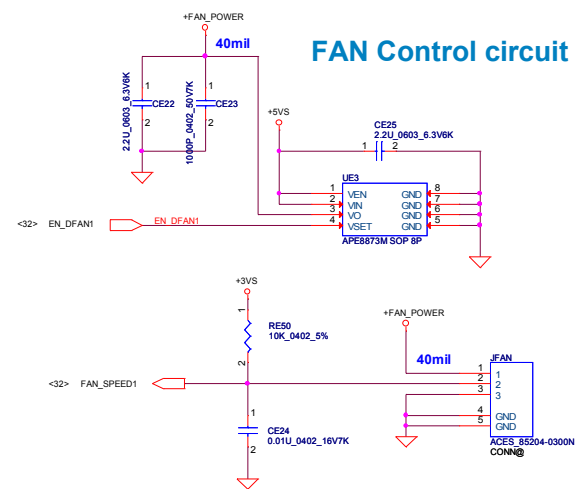 FAN Control circuit
+FAN_POWER
40mil
1
CE22
2
2.2U_0603_6.3V6K
1
CE23
2
1000P_0402_50V7K
+5VS
CE25
2.2U_0603_6.3V6K
1 2
UE3
1 VEN GND 8
2 VIN GND 7
3 VO GND 6
4 VSET GND 5
APE8873M SOP 8P
<32> EN_DFAN1 EN_DFAN1
+3VS
1
RE50
10K_0402_5%
2
+FAN_POWER
40mil
<32> FAN_SPEED1
JFAN
1 1
2 2
3 3
4 GND
5 GND
ACES_85204-0300N
CONN@
1
CE24
0.01U_0402_16V7K
2